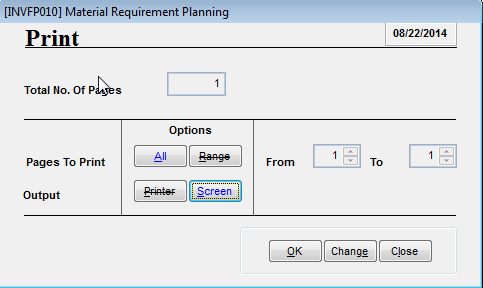 [INVFP010] Material Requirement Planning
Print 08/22/2014
Total No. Of Pages 1
Options
Pages To Print All Range From 1 To 1
Output Printer Screen
OK Change Close